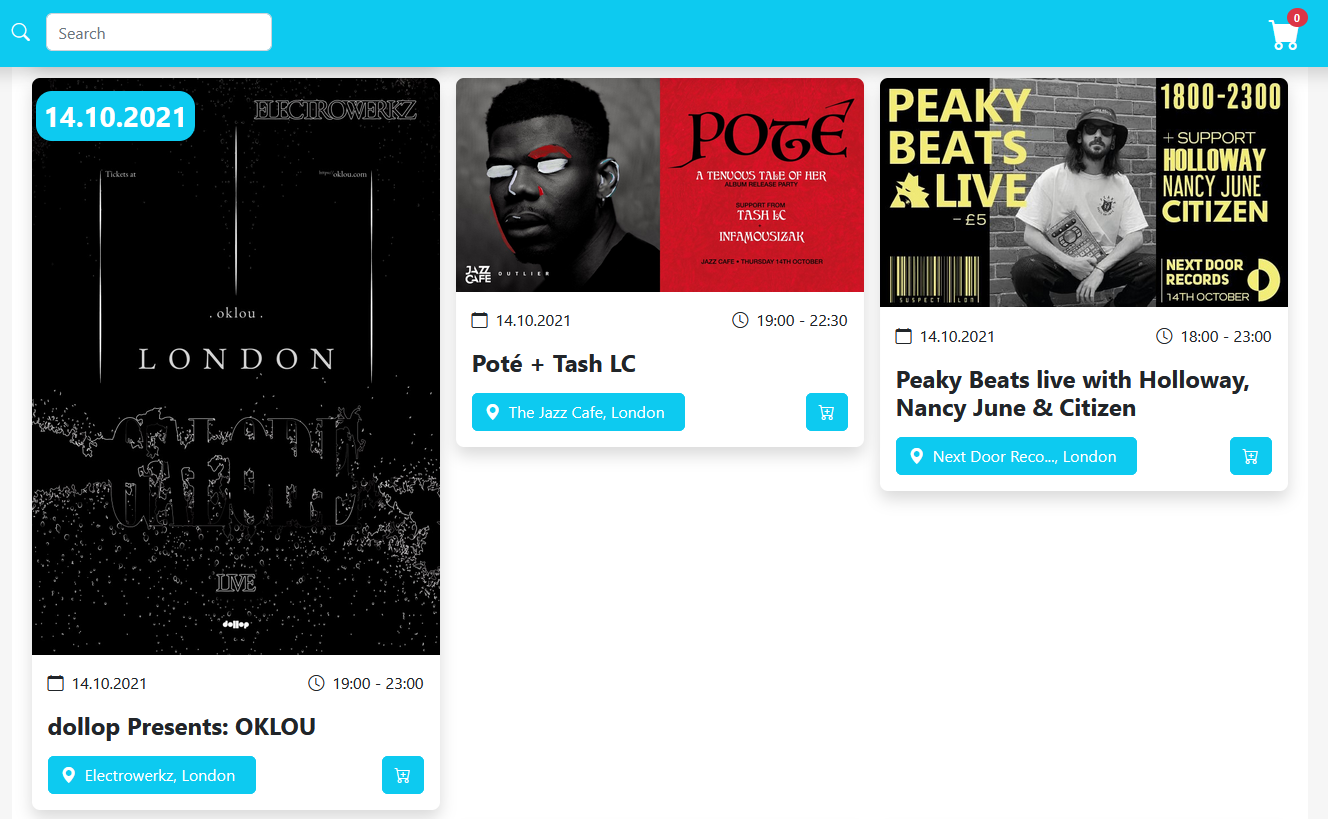 Search
0
14.10.2021
ELECTROWERKZ
Tickets at
https://oklou.com
. oklou .
LONDON
GALORE
LIVE
dollop
14.10.2021
19:00 - 23:00
dollop Presents: OKLOU
Electrowerkz, London
POTÉ
A TENUOUS TALE OF HER
ALBUM RELEASE PARTY
SUPPORT FROM
TASH LC
+
INFAMOUSIZAK
JAZZ CAFE • THURSDAY 14TH OCTOBER
JAZZ
CAFE
OUTLIER
14.10.2021
19:00 - 22:30
Poté + Tash LC
The Jazz Cafe, London
PEAKY
BEATS
LIVE
- £5
SUSPECT LDN
1800-2300
+ SUPPORT
HOLLOWAY
NANCY JUNE
CITIZEN
NEXT DOOR
RECORDS
14TH OCTOBER
14.10.2021
18:00 - 23:00
Peaky Beats live with Holloway,
Nancy June & Citizen
Next Door Reco..., London